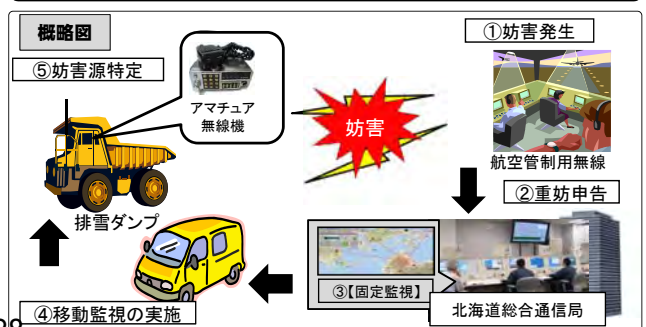 概略図
①妨害発生
⑤妨害源特定
アマチュア
無線機
妨害
航空管制用無線
②重妨申告
排雪ダンプ
③【固定監視】
北海道総合通信局
④移動監視の実施